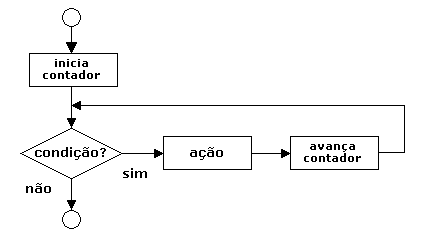 inicia
contador
condição?
sim
não
ação
avança
contador